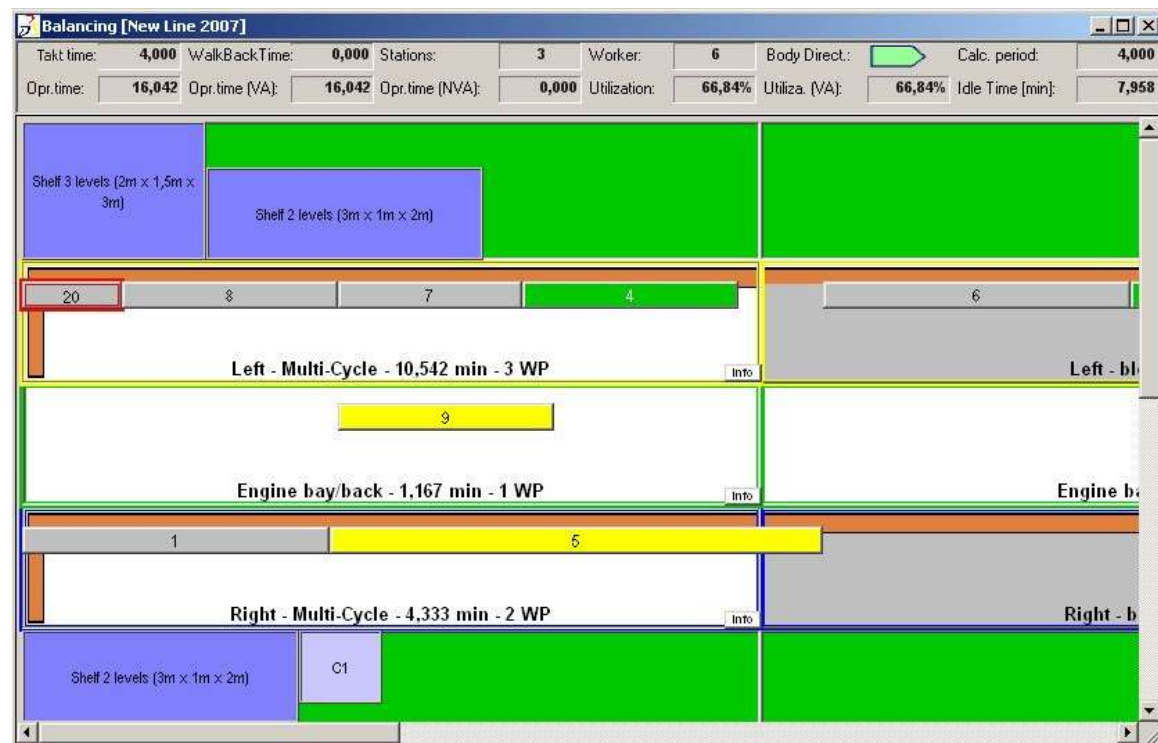 Balancing [New Line 2007]
Takt time: 4,000 WalkBackTime: 0,000 Stations: 3 Worker: 6 Body Direct.: Calc. period: 4,000
Opr.time: 16,042 Opr.time (VA): 16,042 Opr.time (NVA): 0,000 Utilization: 66,84% Utiliza. (VA): 66,84% Idle Time [min]: 7,958
Shelf 3 levels (2m x 1,5m x
3m)
Shelf 2 levels (3m x 1m x 2m)
20 8 7 4 6
Left - Multi-Cycle - 10,542 min - 3 WP Info Left - bl
9
Engine bay/back - 1,167 min - 1 WP Info Engine ba
1 5
Right - Multi-Cycle - 4,333 min - 2 WP Info Right - b
Shelf 2 levels (3m x 1m x 2m) C1